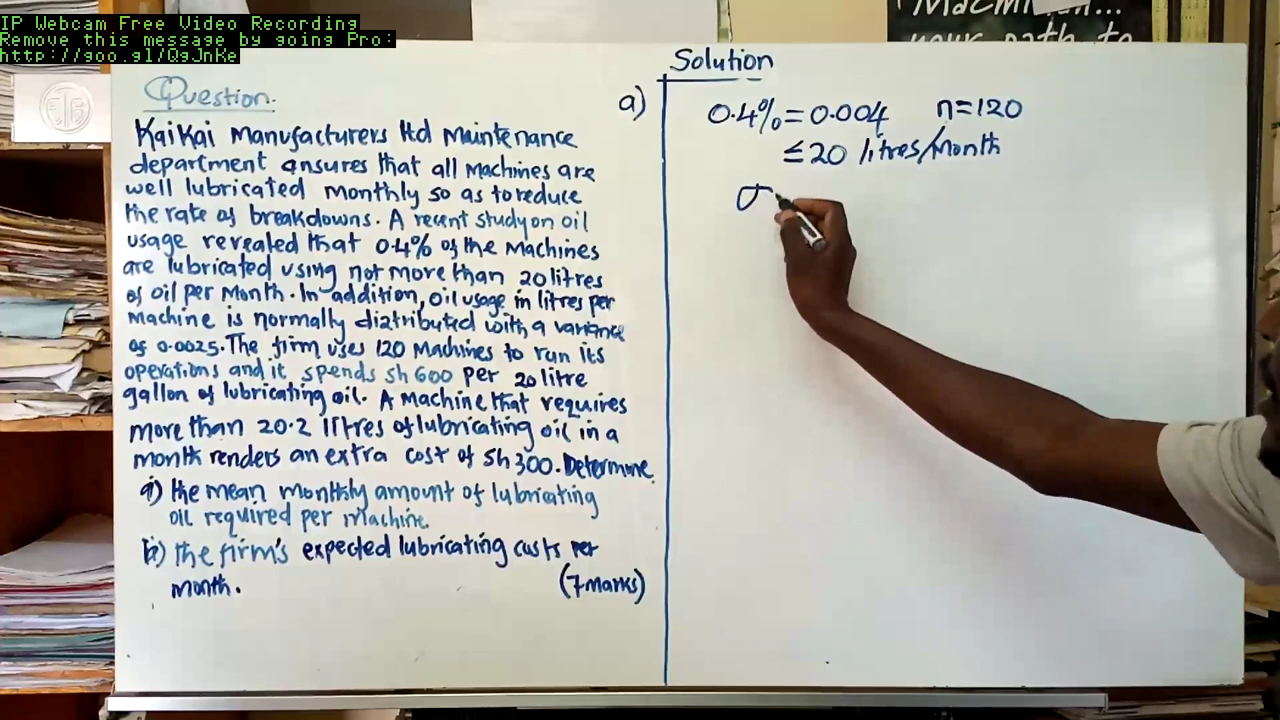 IP Webcam Free Video Recording
Remove this message by going Pro:
http://goo.gl/Qg3JnKe
Macmillan...
your path to
Question.
KaiKai Manufacturers Ltd Maintenance
department ensures that all Machines are
well lubricated monthly so as to reduce
the rate of breakdowns. A recent study on oil
usage revealed that 0.4% of the Machines
are lubricated using not more than 20 litres
of oil per Month. In addition, oil usage in litres per
machine is normally distributed with a variance
of 0.0025. The firm uses 120 Machines to run its
operations and it spends sh 600 per 20 litre
gallon of lubricating oil. A Machine that requires
more than 20.2 litres of lubricating oil in a
month renders an extra cost of Sh 300. Determine
a) the mean monthly amount of lubricating
oil required per machine.
b) the firm's expected lubricating costs per
month.
(7 marks)
Solution
a)
0.4% = 0.004 n=120
≤ 20 litres/Month
σ